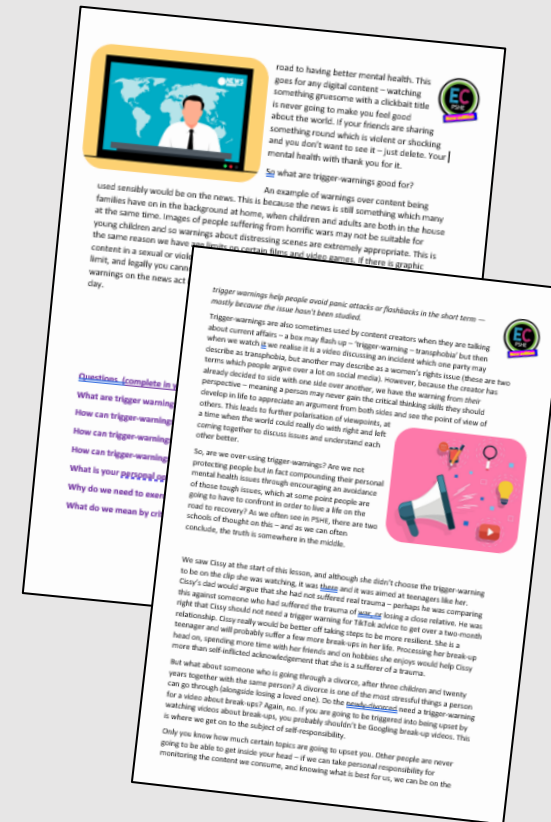 road to having better mental health. This
goes for any digital content – watching
something gruesome with a clickbait title
is never going to make you feel good
about the world. If your friends are sharing
something round which is violent or shocking
and you don't want to see it – just delete. Your
mental health with thank you for it.
So what are trigger-warnings good for?
An example of warnings over content being
used sensibly would be on the news. This is because the news is still something which many
families have on in the background at home, when children and adults are both in the house
at the same time. Images of people suffering from horrific wars may not be suitable for
young children and so warnings about distressing scenes are extremely appropriate. This is
the same reason we have age limits on certain films and video games, if there is graphic
content in a sexual or viol
limit, and legally you cann
warnings on the news act
day.
Questions, (complete in y
What are trigger warning
How can trigger-warning
How can trigger-warning
How can trigger-warning
What is your personal op
Why do we need to exer
What do we mean by crit
NEWS
EC
PSHE
trigger warnings help people avoid panic attacks or flashbacks in the short term —
mostly because the issue hasn't been studied.
Trigger-warnings are also sometimes used by content creators when they are talking
about current affairs – a box may flash up – 'trigger-warning – transphobia' but then
when we watch it we realise it is a video discussing an incident which one party may
describe as transphobia, but another may describe as a women's rights issue (these are two
terms which people argue over a lot on social media). However, because the creator has
already decided to side with one side over another, we have the warning from their
perspective – meaning a person may never gain the critical thinking skills they should
develop in life to appreciate an argument from both sides and see the point of view of
others. This leads to further polarisation of viewpoints, at
a time when the world could really do with right and left
coming together to discuss issues and understand each
other better.
So, are we over-using trigger-warnings? Are we not
protecting people but in fact compounding their personal
mental health issues through encouraging an avoidance
of those tough issues, which at some point people are
going to have to confront in order to live a life on the
road to recovery? As we often see in PSHE, there are two
schools of thought on this – and as we can often
conclude, the truth is somewhere in the middle.
We saw Cissy at the start of this lesson, and although she didn't choose the trigger-warning
to be on the clip she was watching, it was there and it was aimed at teenagers like her.
Cissy's dad would argue that she had not suffered real trauma – perhaps he was comparing
this against someone who had suffered the trauma of war, or losing a close relative. He was
right that Cissy should not need a trigger warning for TikTok advice to get over a two-month
relationship. Cissy really would be better off taking steps to be more resilient. She is a
teenager and will probably suffer a few more break-ups in her life. Processing her break-up
head on, spending more time with her friends and on hobbies she enjoys would help Cissy
more than self-inflicted acknowledgement that she is a sufferer of a trauma.
But what about someone who is going through a divorce, after three children and twenty
years together with the same person? A divorce is one of the most stressful things a person
can go through (alongside losing a loved one). Do the newly-divorced need a trigger-warning
for a video about break-ups? Again, no. If you are going to be triggered into being upset by
watching videos about break-ups, you probably shouldn't be Googling break-up videos. This
is where we get on to the subject of self-responsibility.
Only you know how much certain topics are going to upset you. Other people are never
going to be able to get inside your head – if we can take personal responsibility for
monitoring the content we consume, and knowing what is best for us, we can be on the
EC
PSHE